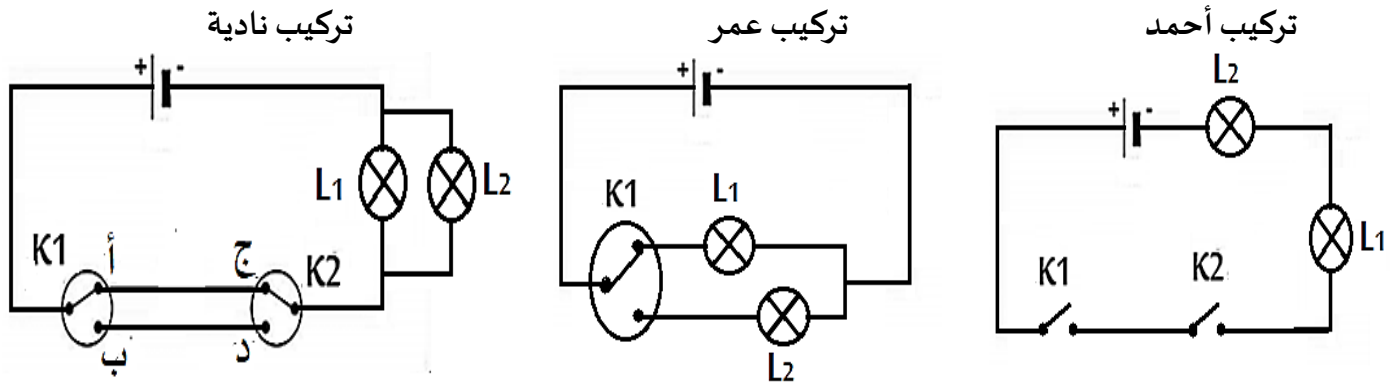 تركيب أحمد
L2
+ -
L1
K1 K2
تركيب عمر
+ -
K1
L1
L2
تركيب نادية
+ -
L1 L2
K1 أ ج K2
ب د